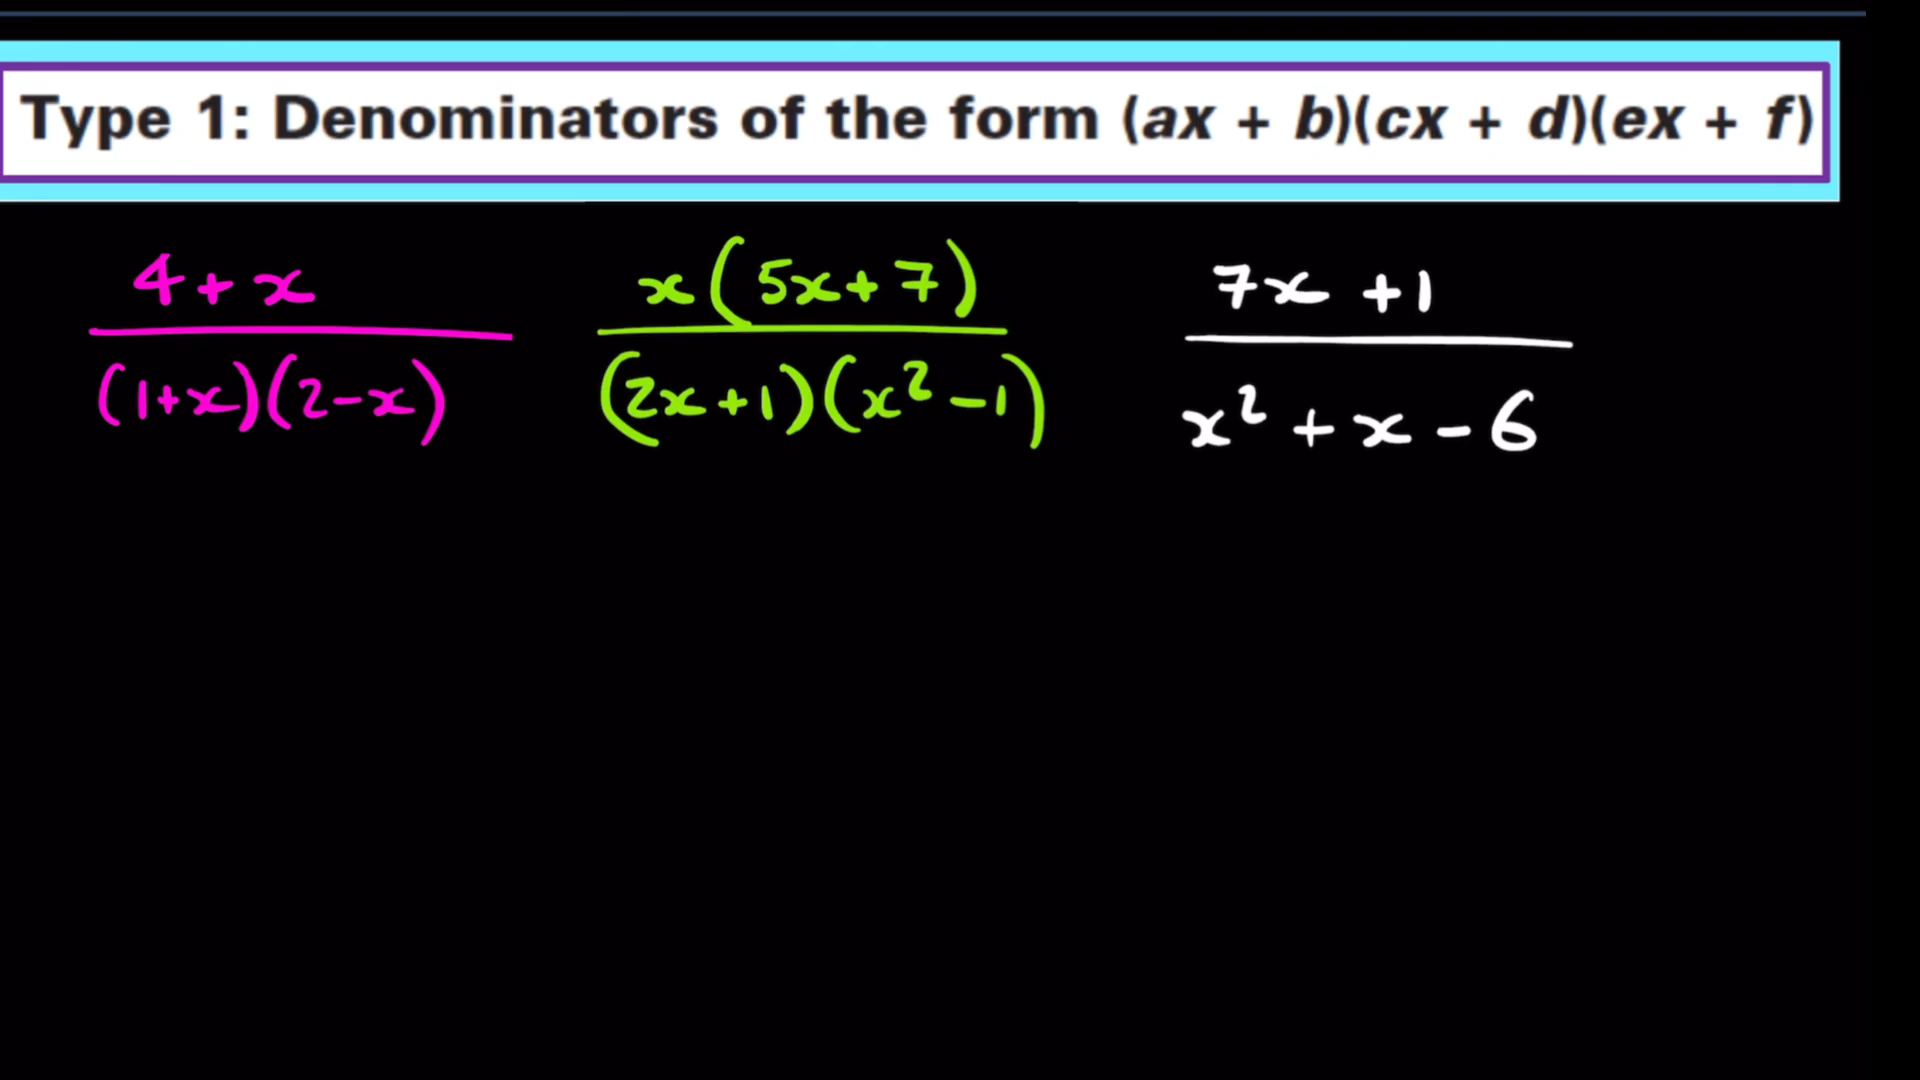 Type 1: Denominators of the form (ax + b)(cx + d)(ex + f)
4 + x
(1+x)(2-x)
x(5x+7)
(2x+1)(x²-1)
7x +1
x² + x - 6